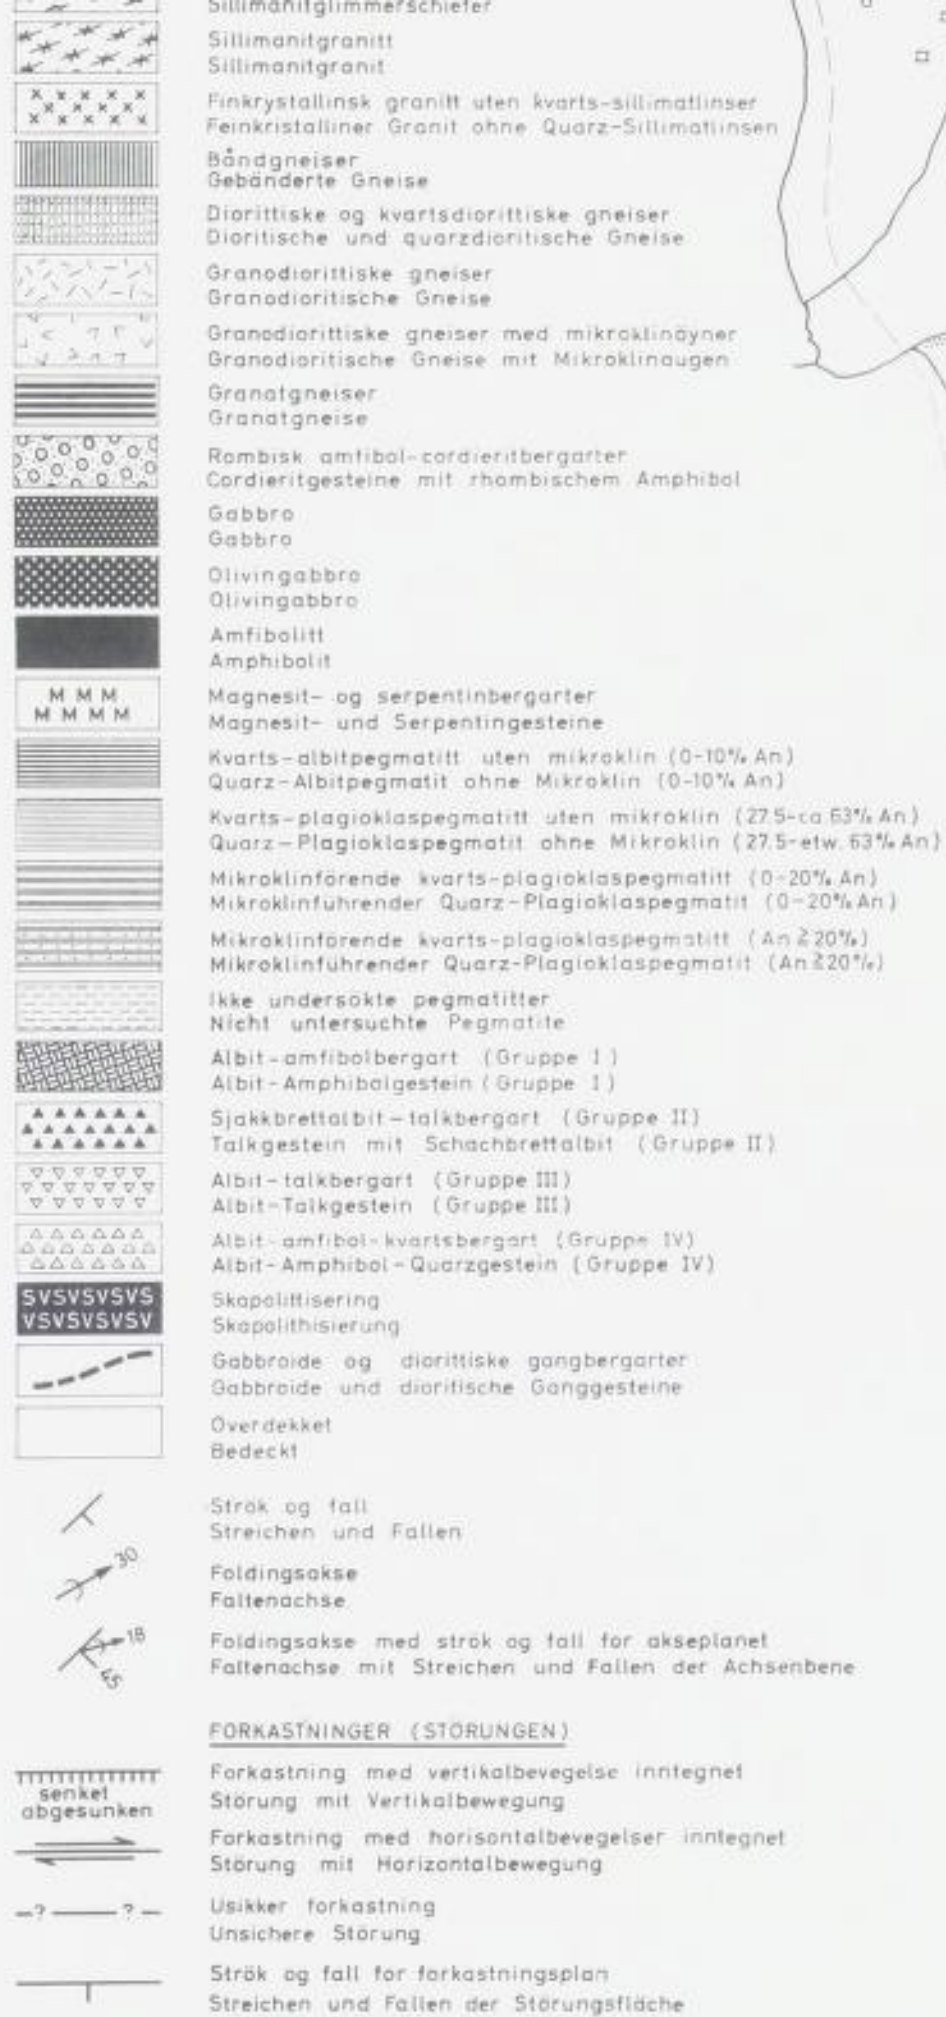 Sillimanitglimmerschiefer
Sillimanitgranitt
Sillimanitgranit
Finkrystallinsk granitt uten kvarts-sillimatlinser
Feinkristalliner Granit ohne Quarz-Sillimatlinsen
Båndgneiser
Gebänderte Gneise
Diorittiske og kvartsdiorittiske gneiser
Dioritische und quarzdioritische Gneise
Granodiorittiske gneiser
Granodioritische Gneise
Granodiorittiske gneiser med mikroklinöyner
Granodioritische Gneise mit Mikroklinaugen
Granatgneiser
Granatgneise
Rombisk amfibol-cordieritbergarter
Cordieritgesteine mit rhombischem Amphibol
Gabbro
Gabbro
Olivingabbro
Olivingabbro
Amfibolitt
Amphibolit
M M M
M M M M
Magnesit- og serpentinbergarter
Magnesit- und Serpentingesteine
Kvarts-albitpegmatitt uten mikroklin (0-10% An)
Quarz-Albitpegmatit ohne Mikroklin (0-10% An)
Kvarts-plagioklaspegmatitt uten mikroklin (27.5-ca 63% An)
Quarz-Plagioklaspegmatit ohne Mikroklin (27.5-etw. 63% An)
Mikroklinförende kvarts-plagioklaspegmatitt (0-20% An)
Mikroklinführender Quarz-Plagioklaspegmatit (0-20% An)
Mikroklinförende kvarts-plagioklaspegmatitt (An ≧ 20%)
Mikroklinführender Quarz-Plagioklaspegmatit (An ≧ 20%)
Ikke undersökte pegmatitter
Nicht untersuchte Pegmatite
Albit-amfibolbergart (Gruppe I)
Albit-Amphibolgestein (Gruppe I)
Sjakkbrettalbit-talkbergart (Gruppe II)
Talkgestein mit Schachbrettalbit (Gruppe II)
Albit-talkbergart (Gruppe III)
Albit-Talkgestein (Gruppe III)
Albit-amfibol-kvartsbergart (Gruppe IV)
Albit-Amphibol-Quarzgestein (Gruppe IV)
SVSVSVSVS
VSVSVSVSV
Skapolittisering
Skapolithisierung
Gabbroide og diorittiske gangbergarter
Gabbroide und dioritische Ganggesteine
Overdekket
Bedeckt
Strök og fall
Streichen und Fallen
30
Foldingsakse
Faltenachse
18
45
Foldingsakse med strök og fall for akseplanet
Faltenachse mit Streichen und Fallen der Achsenbene
FORKASTNINGER (STÖRUNGEN)
Forkastning med vertikalbevegelse inntegnet
senket
abgesunken
Störung mit Vertikalbewegung
Forkastning med horisontalbevegelser inntegnet
Störung mit Horizontalbewegung
? ?
Usikker forkastning
Unsichere Störung
Strök og fall for forkastningsplan
Streichen und Fallen der Störungsfläche